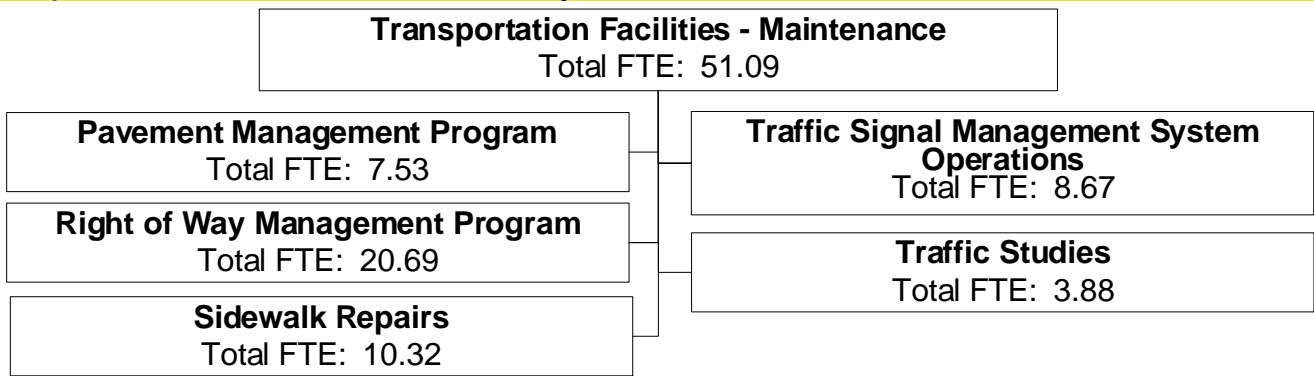 Transportation Facilities - Maintenance
Total FTE: 51.09
Pavement Management Program
Total FTE: 7.53
Right of Way Management Program
Total FTE: 20.69
Sidewalk Repairs
Total FTE: 10.32
Traffic Signal Management System
Operations
Total FTE: 8.67
Traffic Studies
Total FTE: 3.88